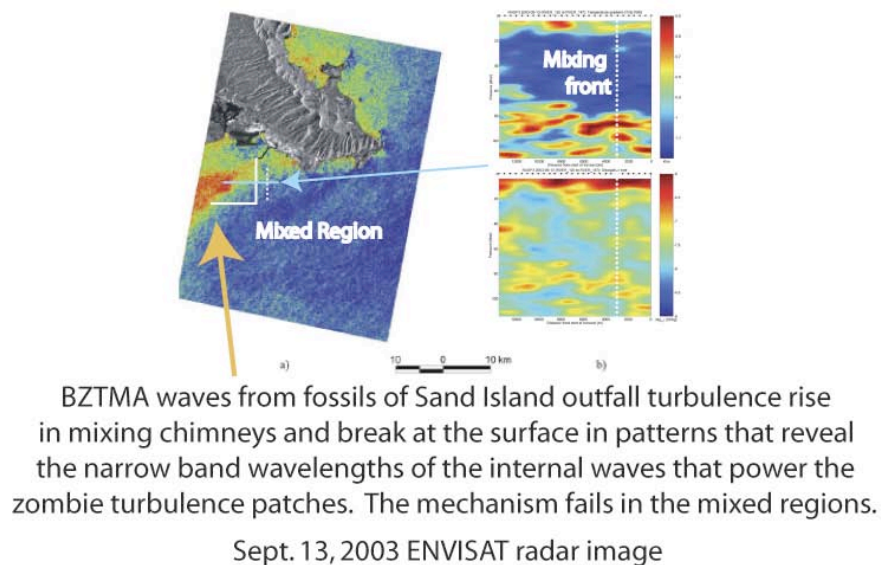 Mixing
front
Mixed Region
a)
10 0 10 km
b)
BZTMA waves from fossils of Sand Island outfall turbulence rise
in mixing chimneys and break at the surface in patterns that reveal
the narrow band wavelengths of the internal waves that power the
zombie turbulence patches. The mechanism fails in the mixed regions.
Sept. 13, 2003 ENVISAT radar image